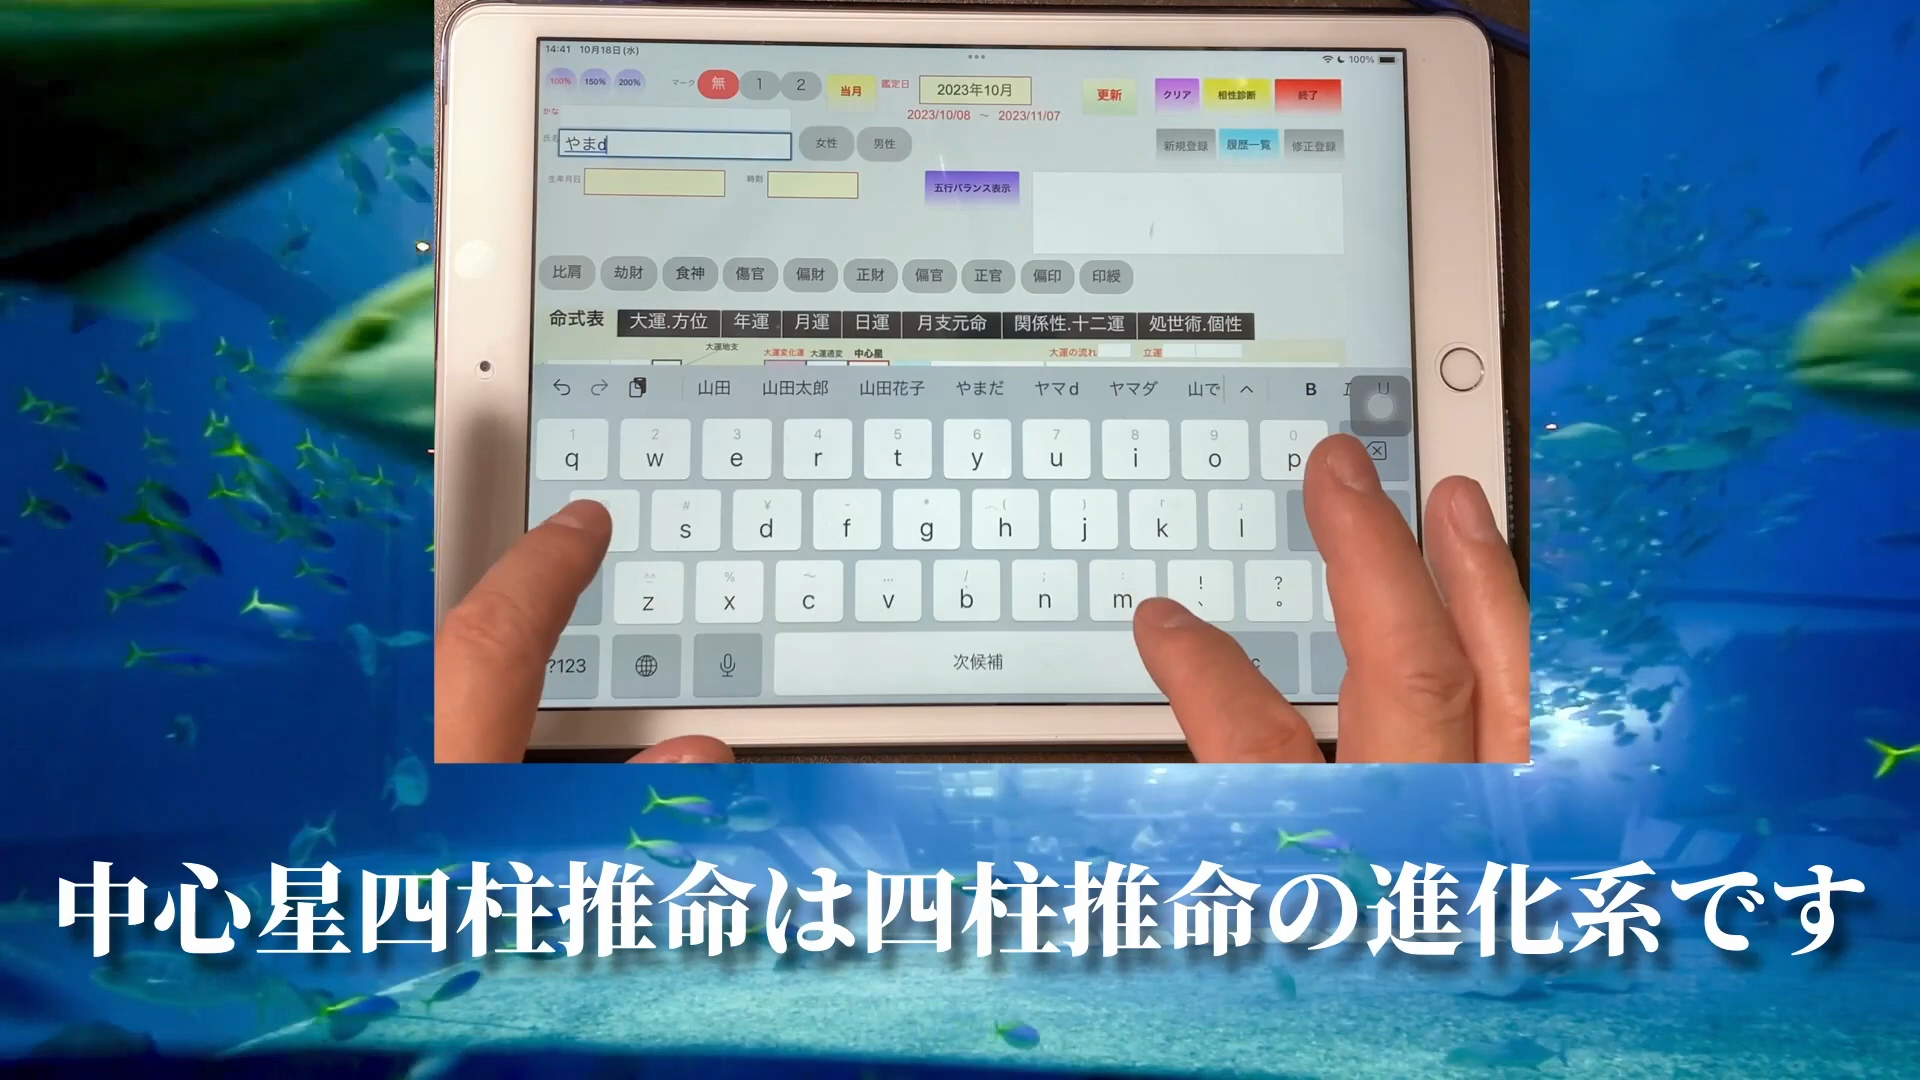 14:41 10月18日(水)
100%
100% 150% 200%
マーク 無 1 2 当月 鑑定日 2023年10月 更新 クリア 相性診断 終了
2023/10/08 ~ 2023/11/07
かな
氏名 やまd 女性 男性 新規登録 履歴一覧 修正登録
生年月日 時刻 五行バランス表示
比肩 劫財 食神 傷官 偏財 正財 偏官 正官 偏印 印綬
命式表 大運.方位 年運 月運 日運 月支元命 関係性.十二運 処世術.個性
大運地支 大運変化運 大運通変 中心星 大運の流れ 立運
山田 山田太郎 山田花子 やまだ ヤマd ヤマダ 山で B U
1 2 3 4 5 6 7 8 9 0
q w e r t y u i o p
# ¥ - * ( ) 「 」
s d f g h j k l
^^ % ~ … / ; : ! ?
z x c v b n m 、 。
?123 次候補
中心星四柱推命は四柱推命の進化系です